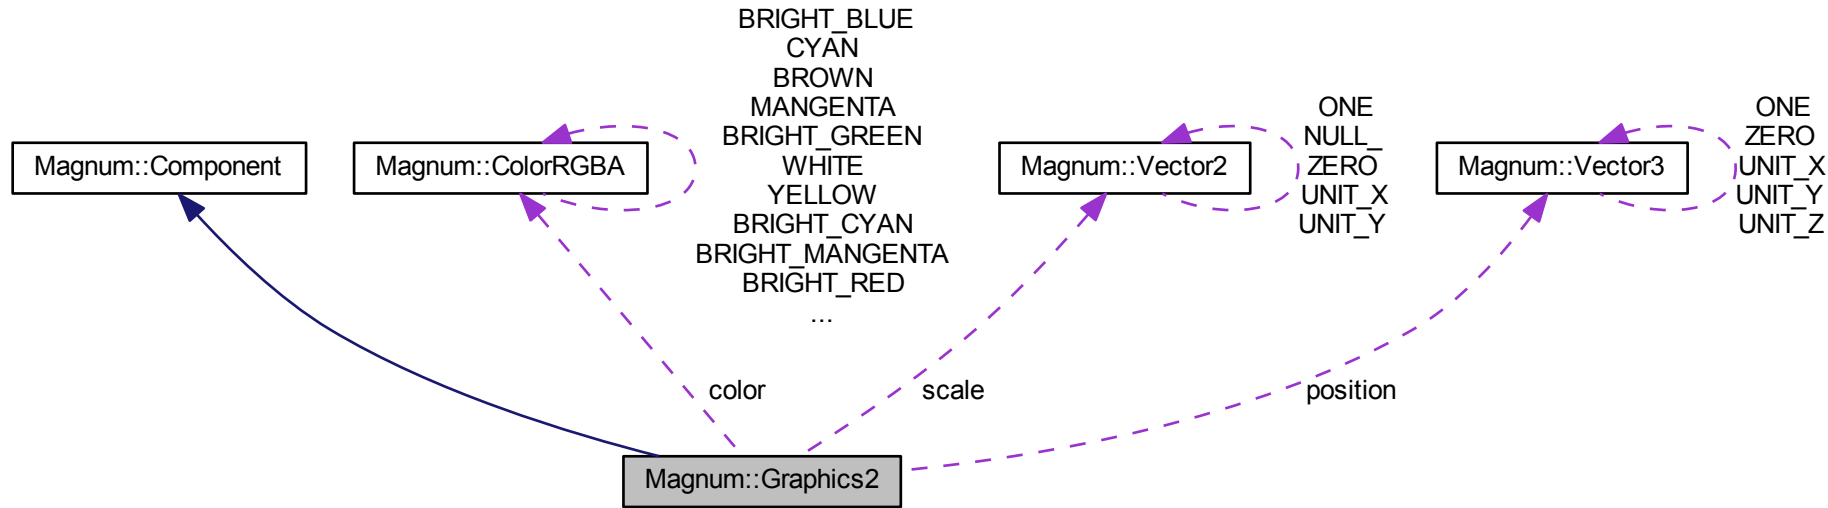 BRIGHT_BLUE
CYAN
BROWN
MANGENTA
BRIGHT_GREEN
WHITE
YELLOW
BRIGHT_CYAN
BRIGHT_MANGENTA
BRIGHT_RED
...
ONE
NULL_
ZERO
UNIT_X
UNIT_Y
ONE
ZERO
UNIT_X
UNIT_Y
UNIT_Z
Magnum::Component
Magnum::ColorRGBA
Magnum::Vector2
Magnum::Vector3
color
scale
position
Magnum::Graphics2